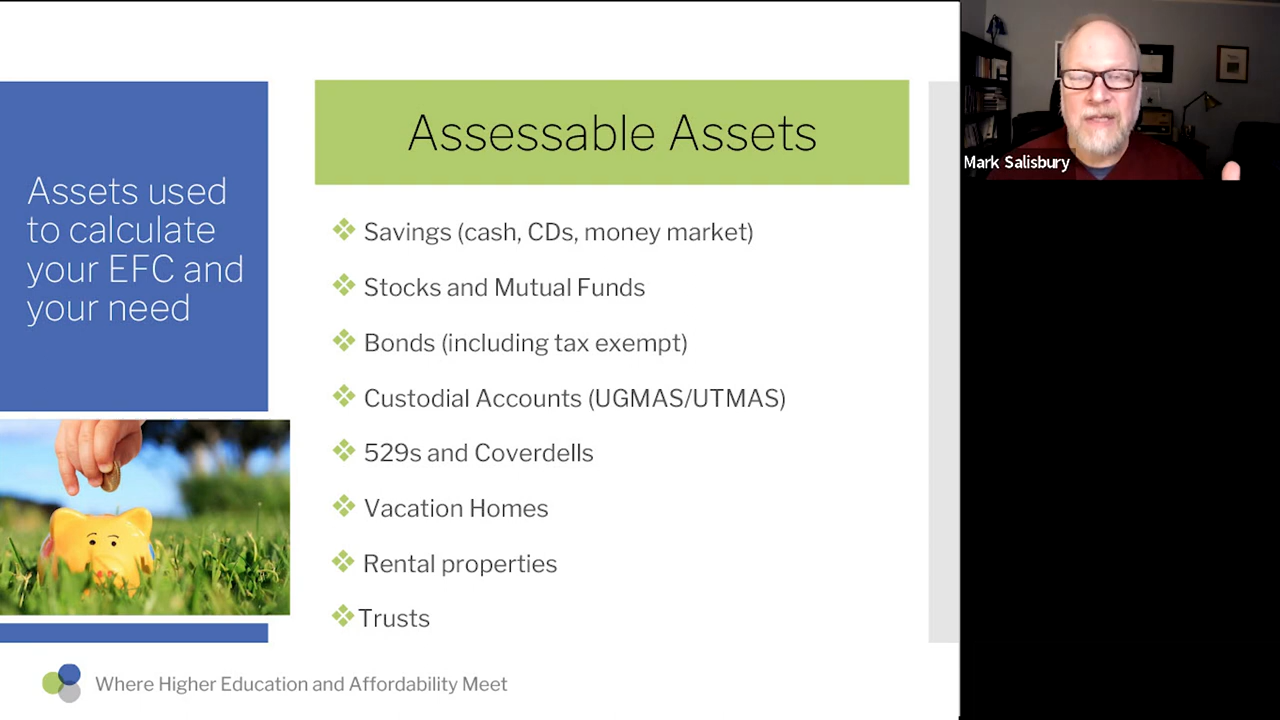 Assets used
to calculate
your EFC and
your need
Assessable Assets
Savings (cash, CDs, money market)
Stocks and Mutual Funds
Bonds (including tax exempt)
Custodial Accounts (UGMAS/UTMAS)
529s and Coverdells
Vacation Homes
Rental properties
Trusts
Where Higher Education and Affordability Meet
Mark Salisbury